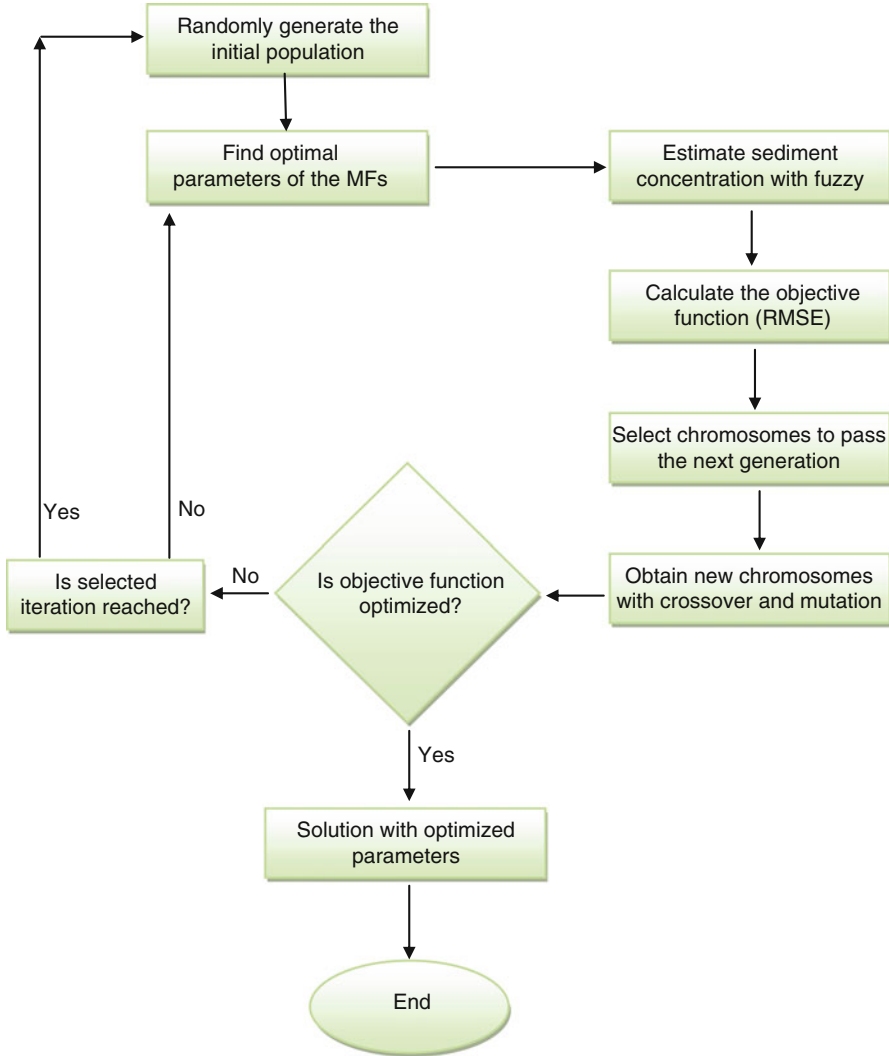 Randomly generate the
initial population
Find optimal
parameters of the MFs
Estimate sediment
concentration with fuzzy
Calculate the objective
function (RMSE)
Select chromosomes to pass
the next generation
Obtain new chromosomes
with crossover and mutation
Is objective function
optimized?
No
Is selected
iteration reached?
Yes
No
Yes
Solution with optimized
parameters
End